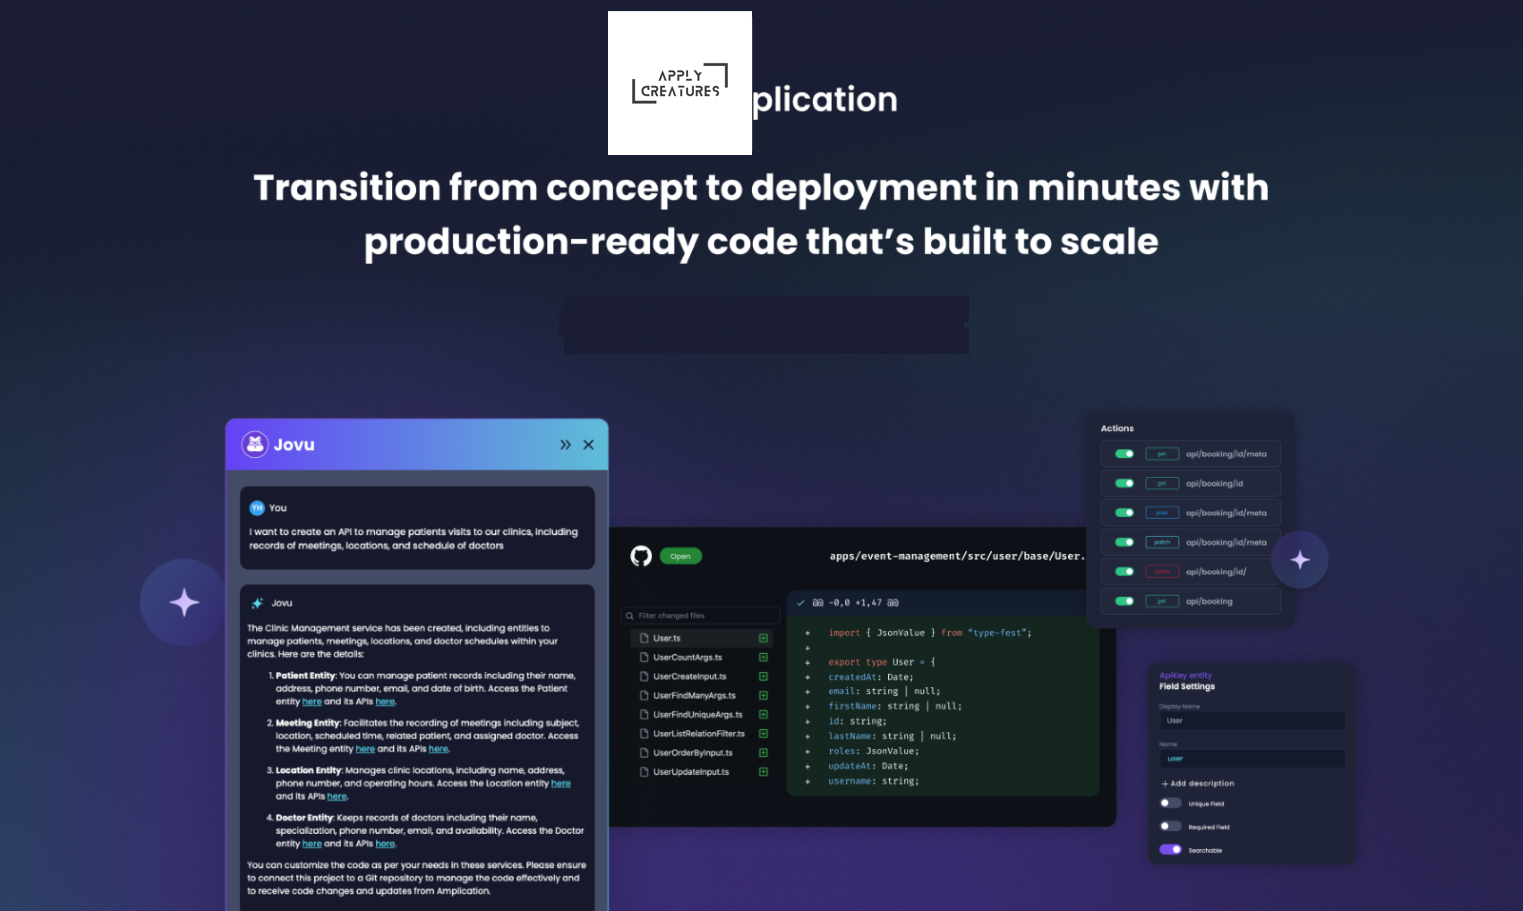 APPLY
CREATURES
plication
Transition from concept to deployment in minutes with
production-ready code that’s built to scale
Jovu
YH You
I want to create an API to manage patients visits to our clinics, including
records of meetings, locations, and schedule of doctors
Jovu
The Clinic Management service has been created, including entities to
manage patients, meetings, locations, and doctor schedules within your
clinics. Here are the details:
1. Patient Entity: You can manage patient records including their name,
address, phone number, email, and date of birth. Access the Patient
entity here and its APIs here.
2. Meeting Entity: Facilitates the recording of meetings including subject,
location, scheduled time, related patient, and assigned doctor. Access
the Meeting entity here and its APIs here.
3. Location Entity: Manages clinic locations, including name, address,
phone number, and operating hours. Access the Location entity here
and its APIs here.
4. Doctor Entity: Keeps records of doctors including their name,
specialization, phone number, email, and availability. Access the Doctor
entity here and its APIs here.
You can customize the code as per your needs in these services. Please ensure
to connect this project to a Git repository to manage the code effectively and
to receive code changes and updates from Amplication.
Open
apps/event-management/src/user/base/User.
Filter changed files
User.ts
UserCountArgs.ts
UserCreateInput.ts
UserFindManyArgs.ts
UserFindUniqueArgs.ts
UserListRelationFilter.ts
UserOrderByInput.ts
UserUpdateInput.ts
@@ -0,0 +1,47 @@
+ import { JsonValue } from "type-fest";
+
+ export type User = {
+ createdAt: Date;
+ email: string | null;
+ firstName: string | null;
+ id: string;
+ lastName: string | null;
+ roles: JsonValue;
+ updateAt: Date;
+ username: string;
Actions
get api/booking/id/meta
get api/booking/id
post api/booking/id/meta
patch api/booking/id/meta
api/booking/id/
get api/booking
ApiKey entity
Field Settings
Display Name
User
Name
user
+ Add description
Unique Field
Required Field
Searchable